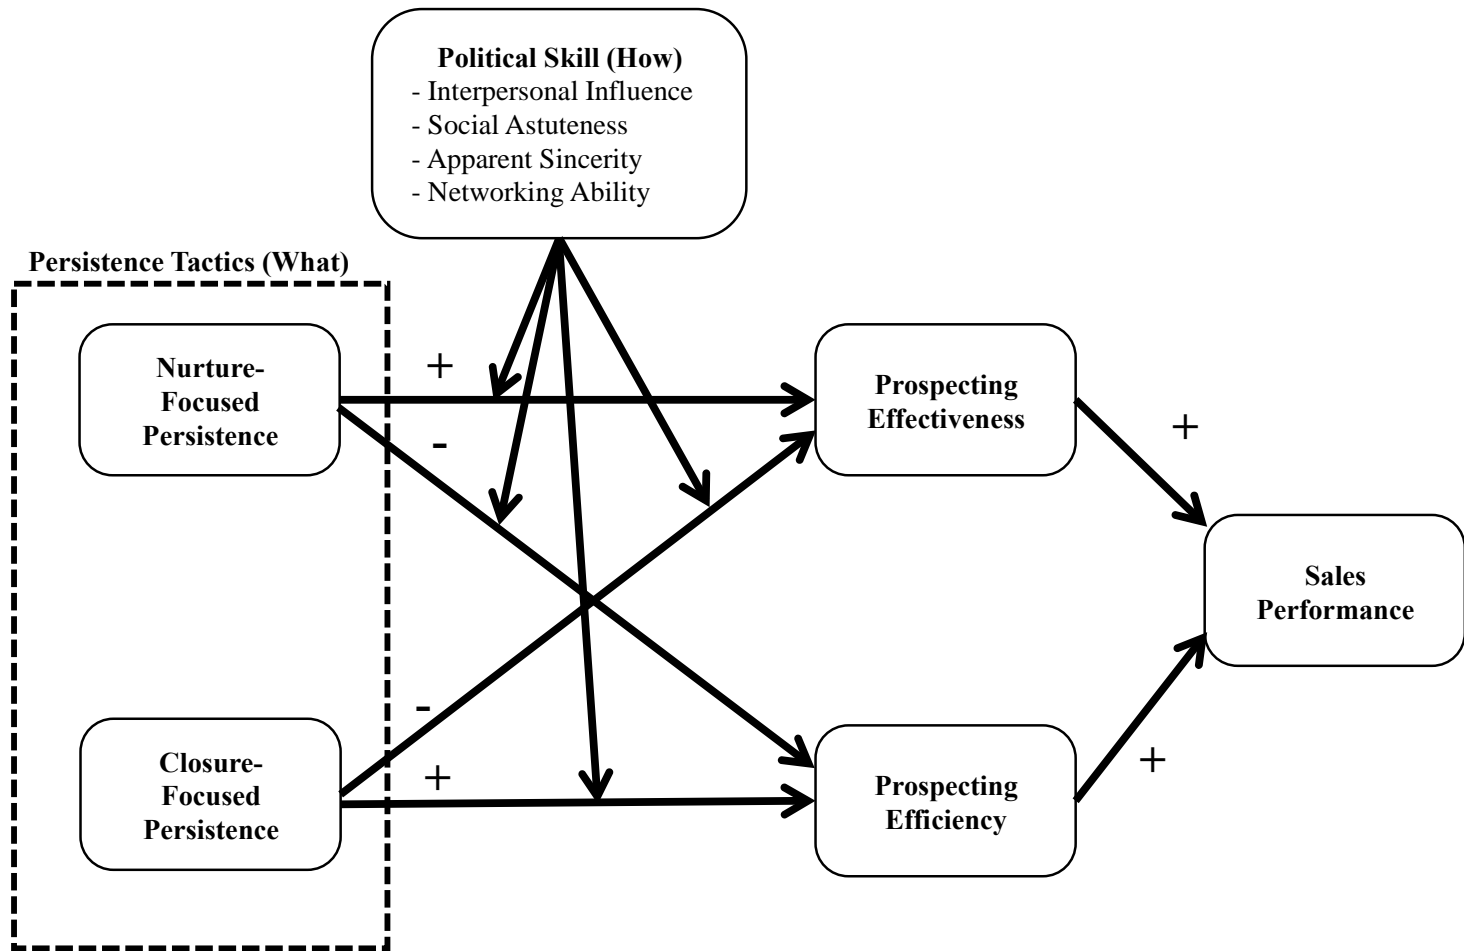 Political Skill (How)
- Interpersonal Influence
- Social Astuteness
- Apparent Sincerity
- Networking Ability
Persistence Tactics (What)
Nurture-
Focused
Persistence
+
-
Prospecting
Effectiveness
+
Sales
Performance
Closure-
Focused
Persistence
-
+
Prospecting
Efficiency
+